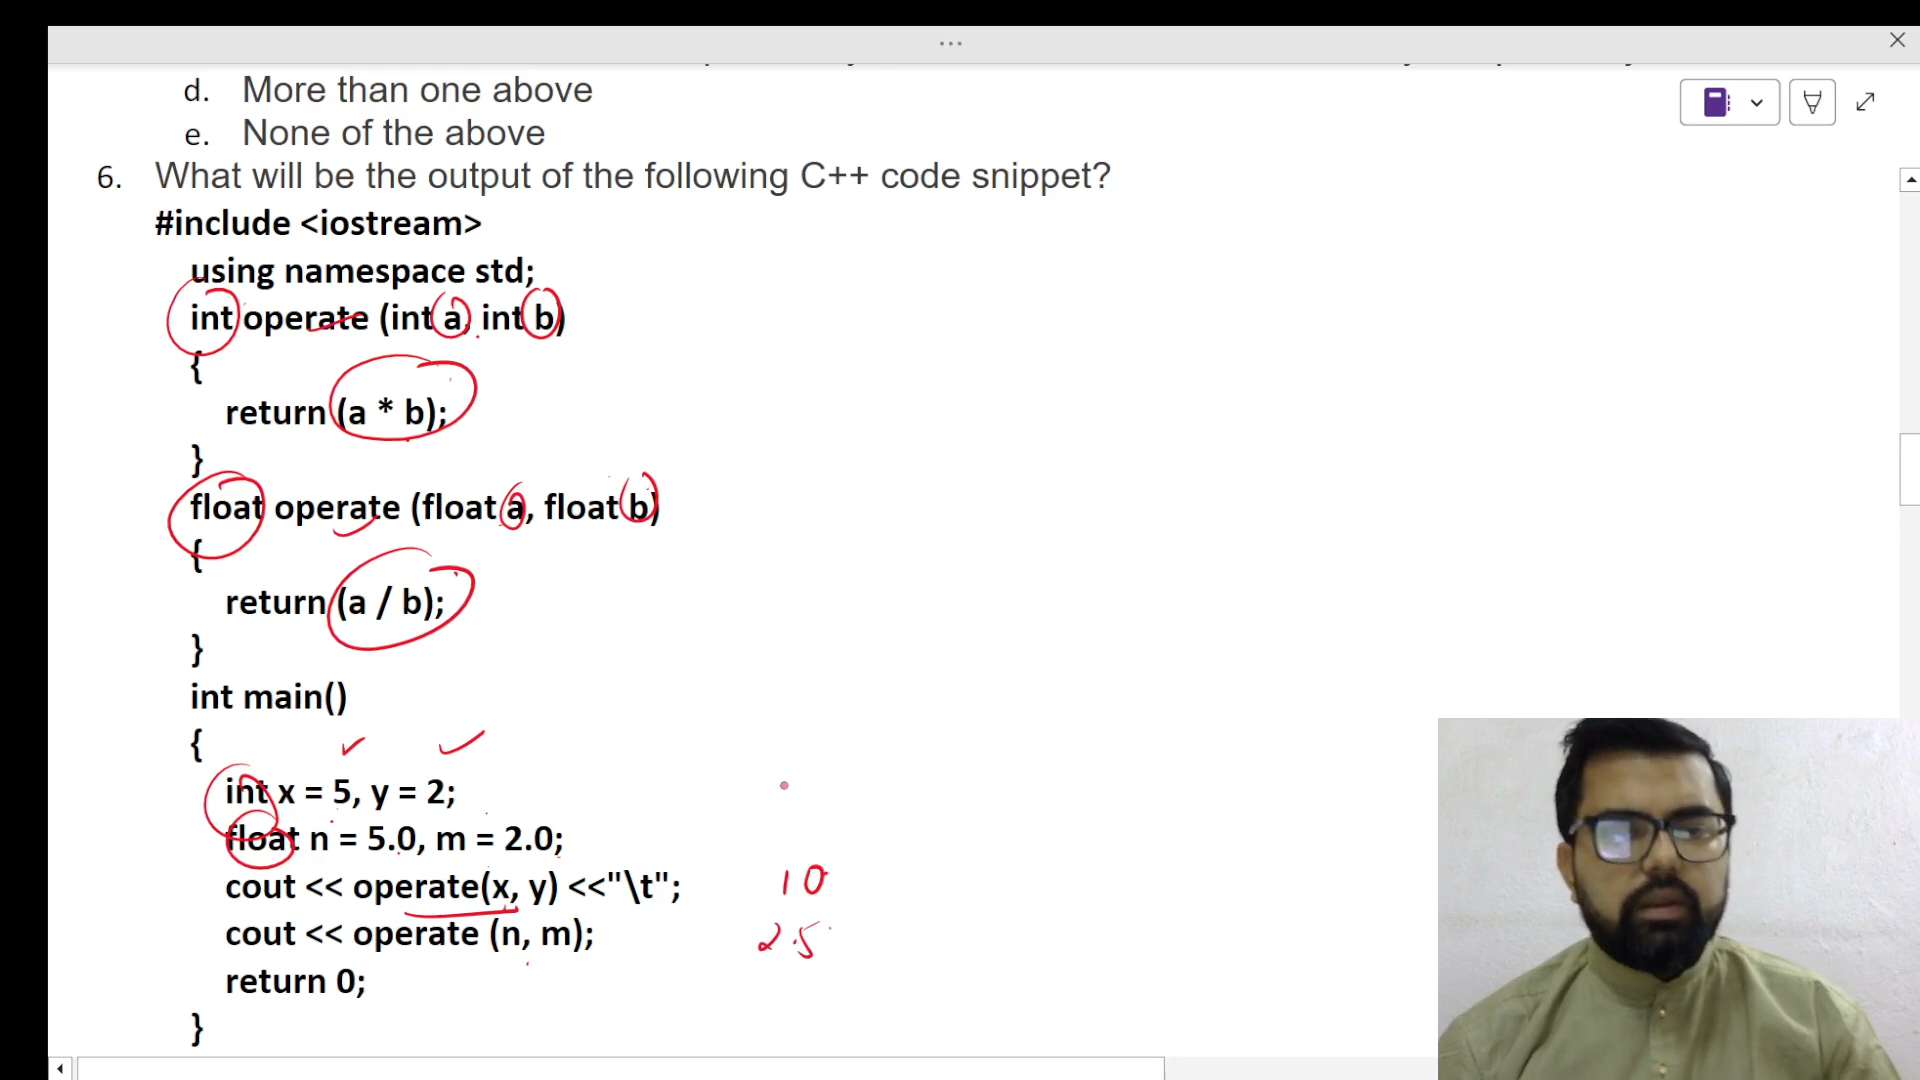 d. More than one above
e. None of the above
6. What will be the output of the following C++ code snippet?
#include <iostream>
using namespace std;
int operate (int a, int b)
{
return (a * b);
}
float operate (float a, float b)
{
return (a / b);
}
int main()
{
int x = 5, y = 2;
float n = 5.0, m = 2.0;
cout << operate(x, y) <<"\t"; 10
cout << operate (n, m); 2.5
return 0;
}